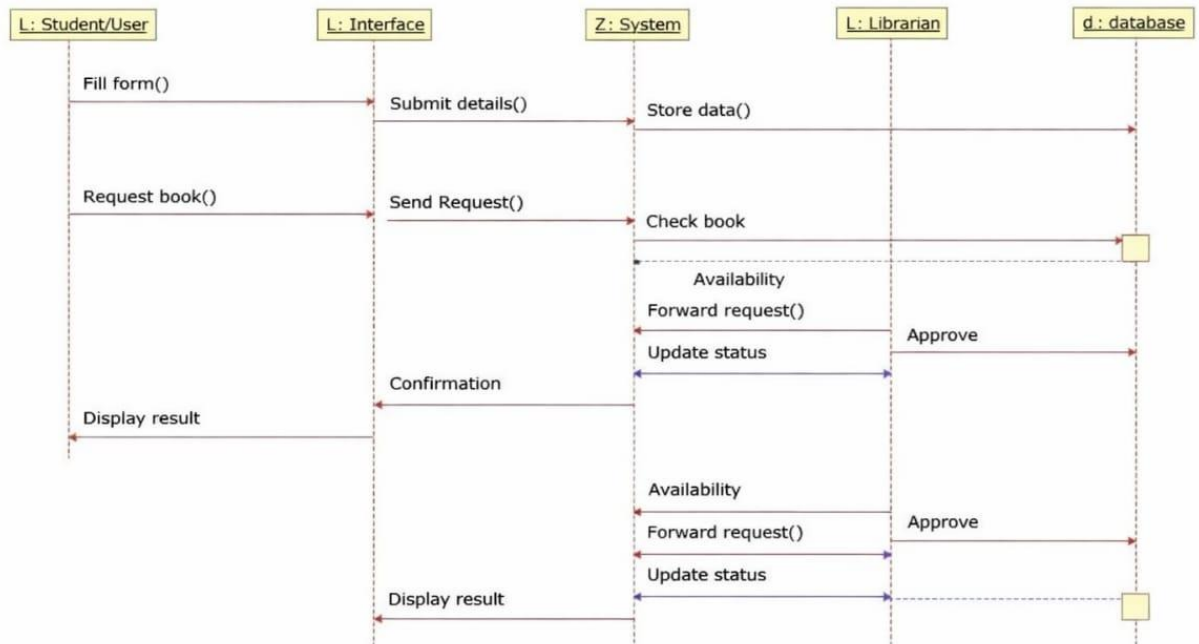 L: Student/User
L: Interface
Z: System
L: Librarian
d: database
Fill form()
Submit details()
Store data()
Request book()
Send Request()
Check book
Availability
Forward request()
Approve
Update status
Confirmation
Display result
Availability
Approve
Forward request()
Update status
Display result